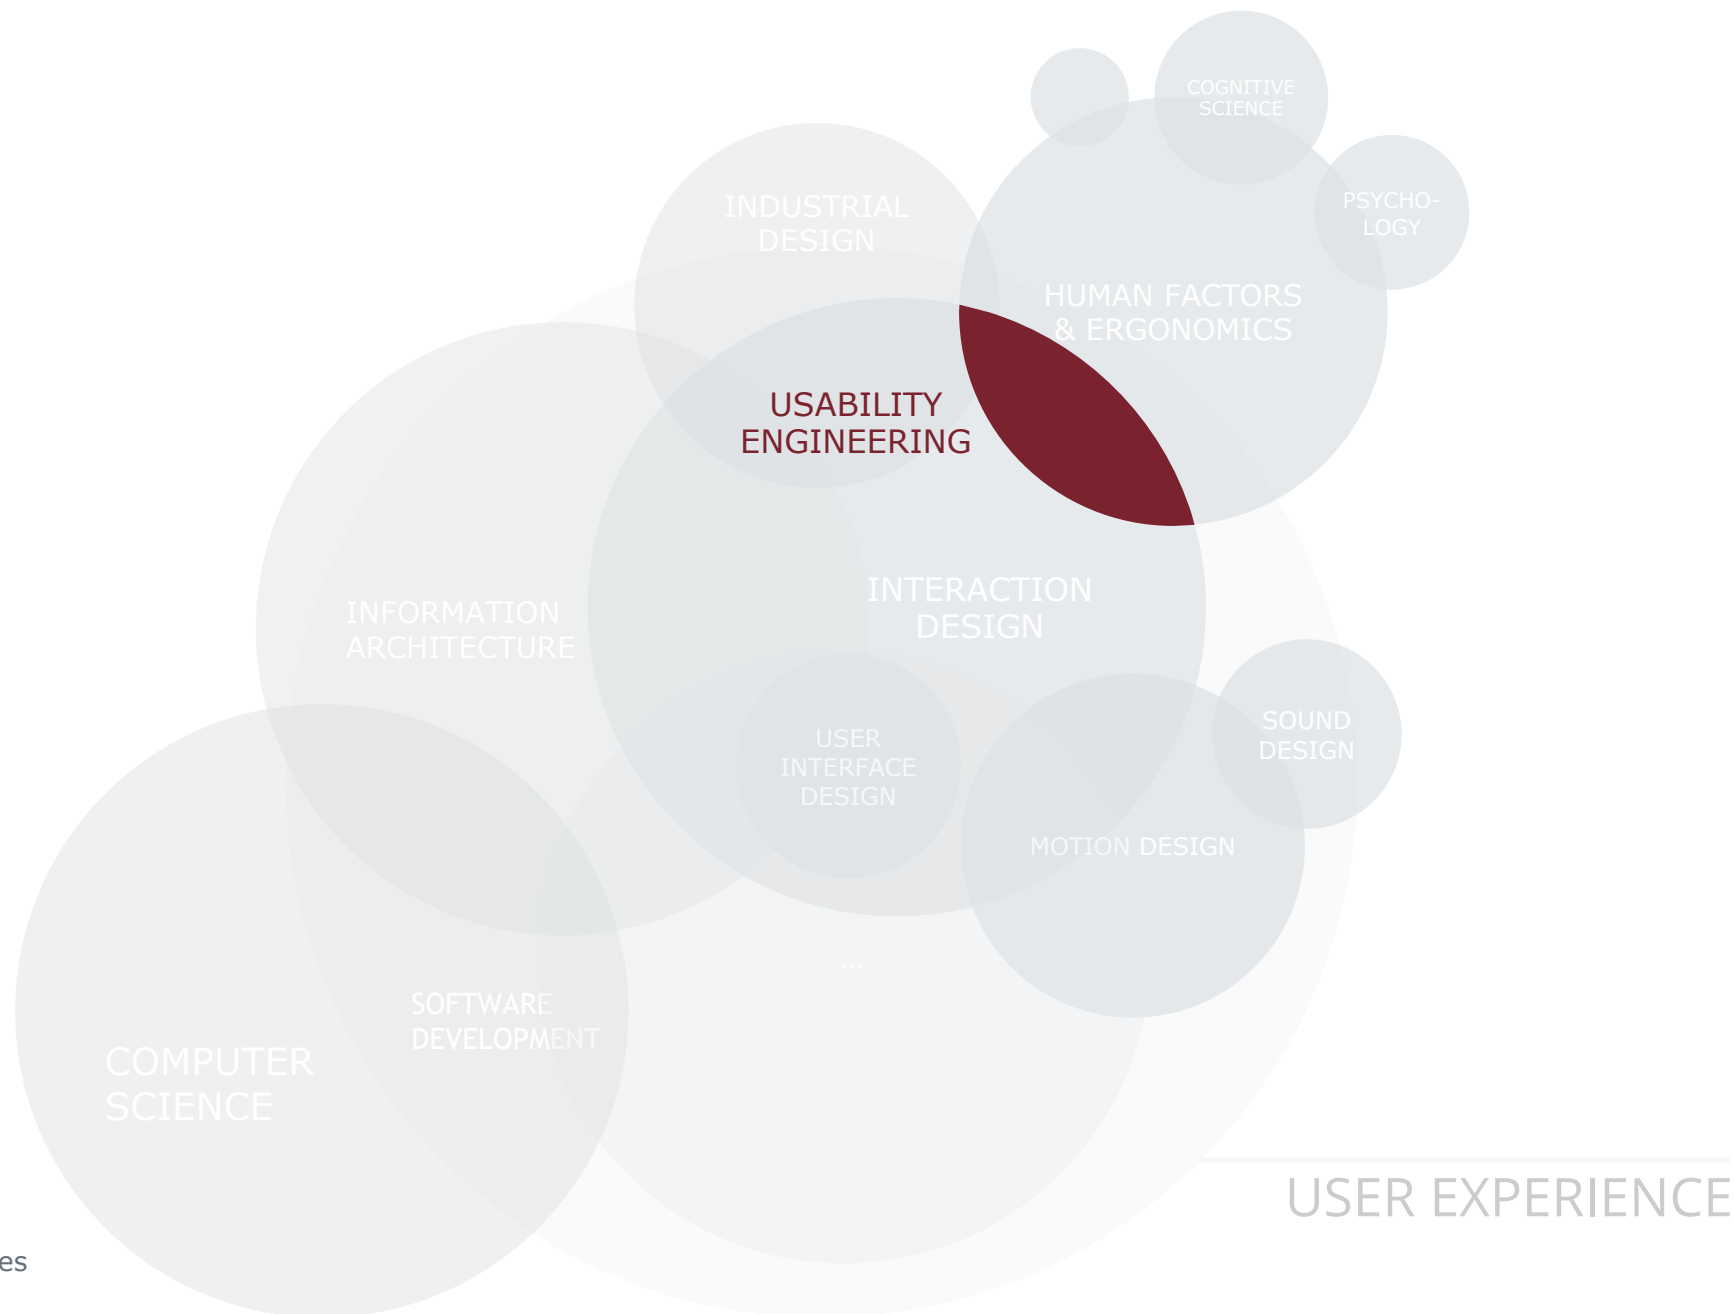 COGNITIVE
SCIENCE
PSYCHO-
LOGY
INDUSTRIAL
DESIGN
HUMAN FACTORS
& ERGONOMICS
USABILITY
ENGINEERING
INTERACTION
DESIGN
INFORMATION
ARCHITECTURE
USER
INTERFACE
DESIGN
SOUND
DESIGN
MOTION DESIGN
...
SOFTWARE
DEVELOPMENT
COMPUTER
SCIENCE
USER EXPERIENCE
es